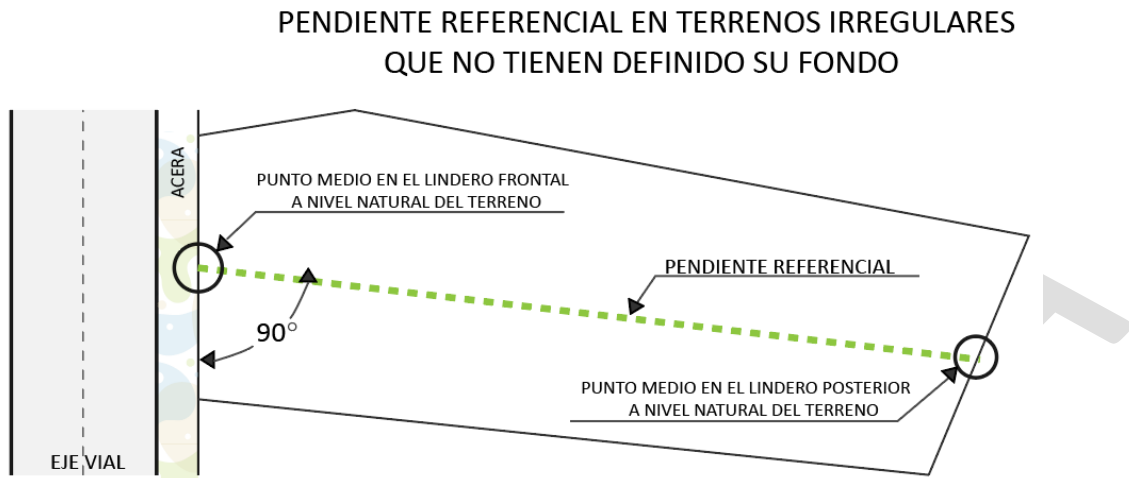 PENDIENTE REFERENCIAL EN TERRENOS IRREGULARES
QUE NO TIENEN DEFINIDO SU FONDO
ACERA
PUNTO MEDIO EN EL LINDERO FRONTAL
A NIVEL NATURAL DEL TERRENO
PENDIENTE REFERENCIAL
90°
PUNTO MEDIO EN EL LINDERO POSTERIOR
A NIVEL NATURAL DEL TERRENO
EJE VIAL